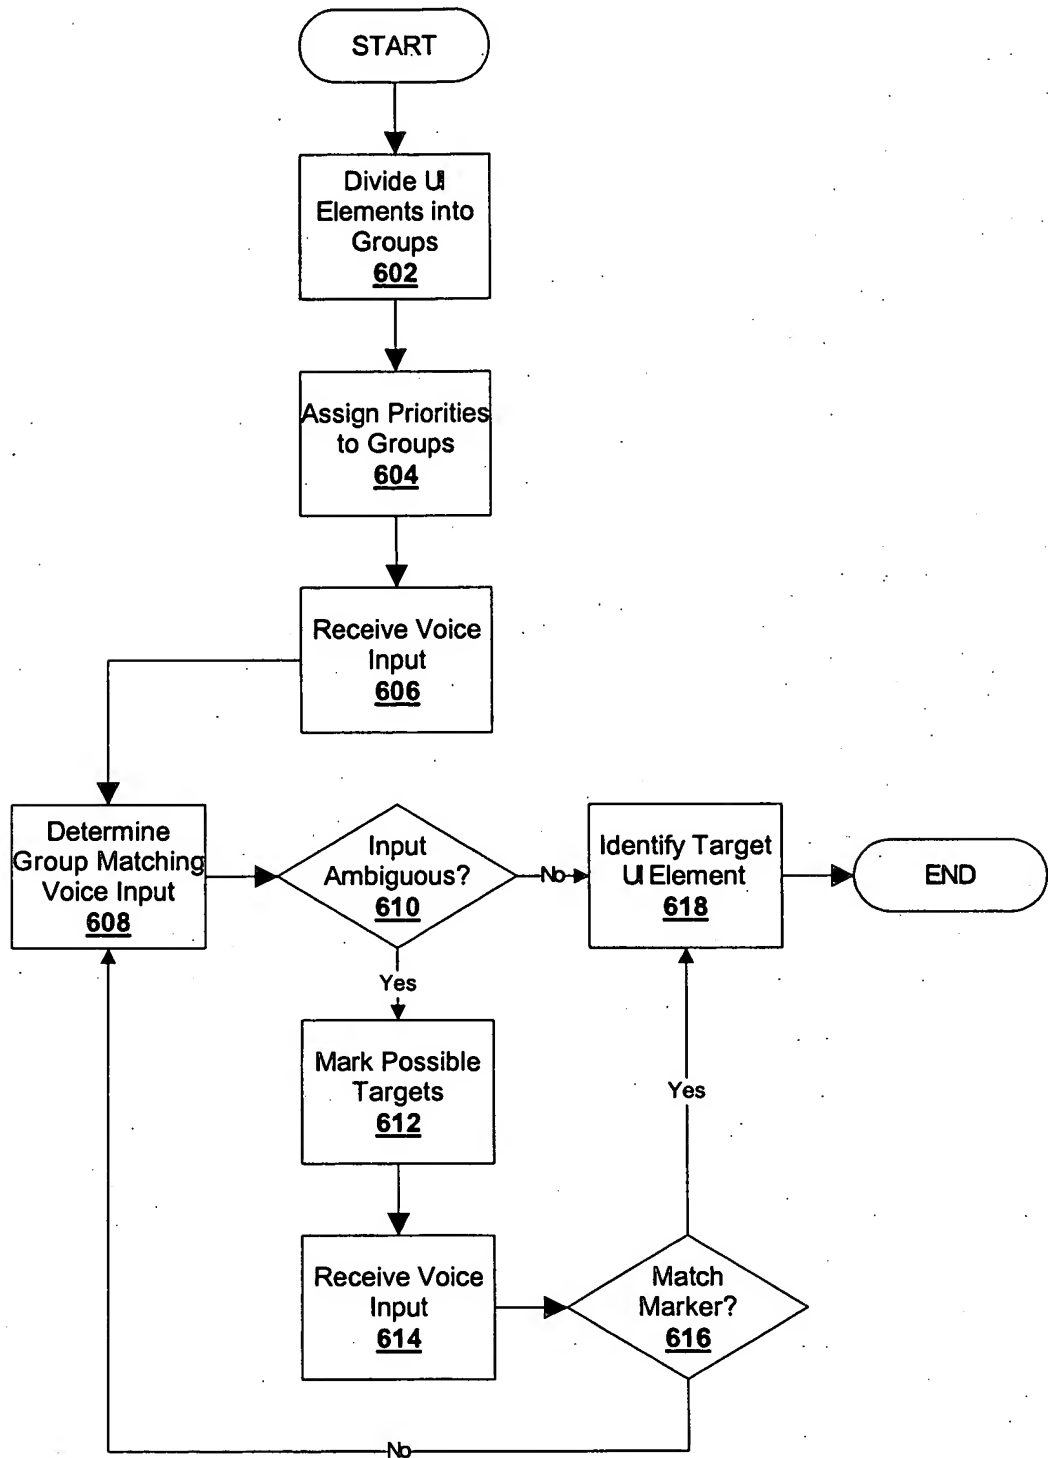 START
Divide UI
Elements into
Groups
602
Assign Priorities
to Groups
604
Receive Voice
Input
606
Determine
Group Matching
Voice Input
608
Input
Ambiguous?
610
No
Identify Target
UI Element
618
END
Yes
Mark Possible
Targets
612
Yes
Receive Voice
Input
614
Match
Marker?
616
No